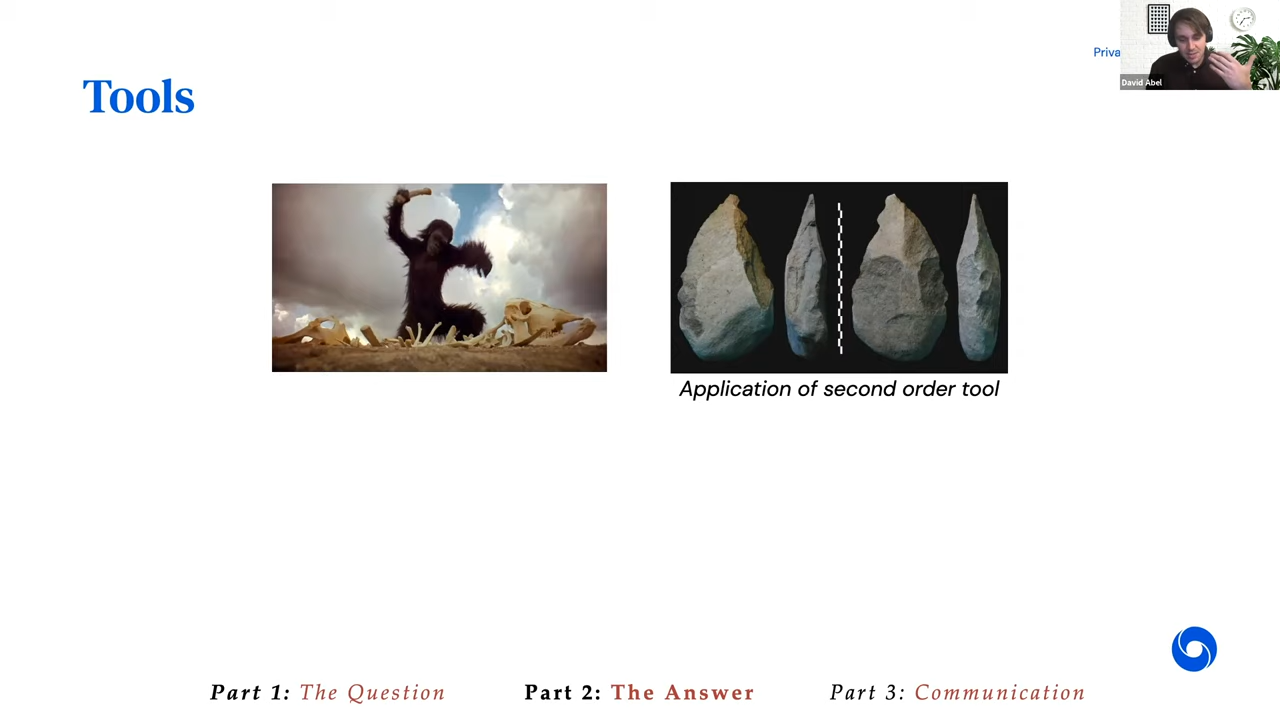 Tools
Priva
David Abel
Application of second order tool
Part 1: The Question
Part 2: The Answer
Part 3: Communication